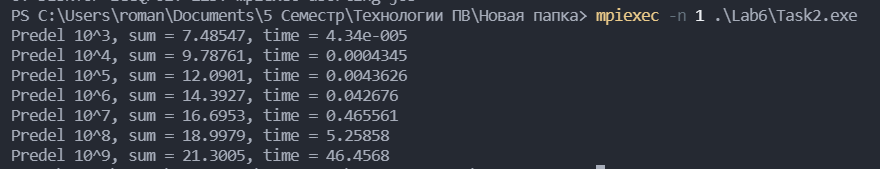 PS C:\Users\roman\Documents\5 Семестр\Технологии ПВ\Новая папка> mpiexec -n 1 .\Lab6\Task2.exe
Predel 10^3, sum = 7.48547, time = 4.34e-005
Predel 10^4, sum = 9.78761, time = 0.0004345
Predel 10^5, sum = 12.0901, time = 0.0043626
Predel 10^6, sum = 14.3927, time = 0.042676
Predel 10^7, sum = 16.6953, time = 0.465561
Predel 10^8, sum = 18.9979, time = 5.25858
Predel 10^9, sum = 21.3005, time = 46.4568